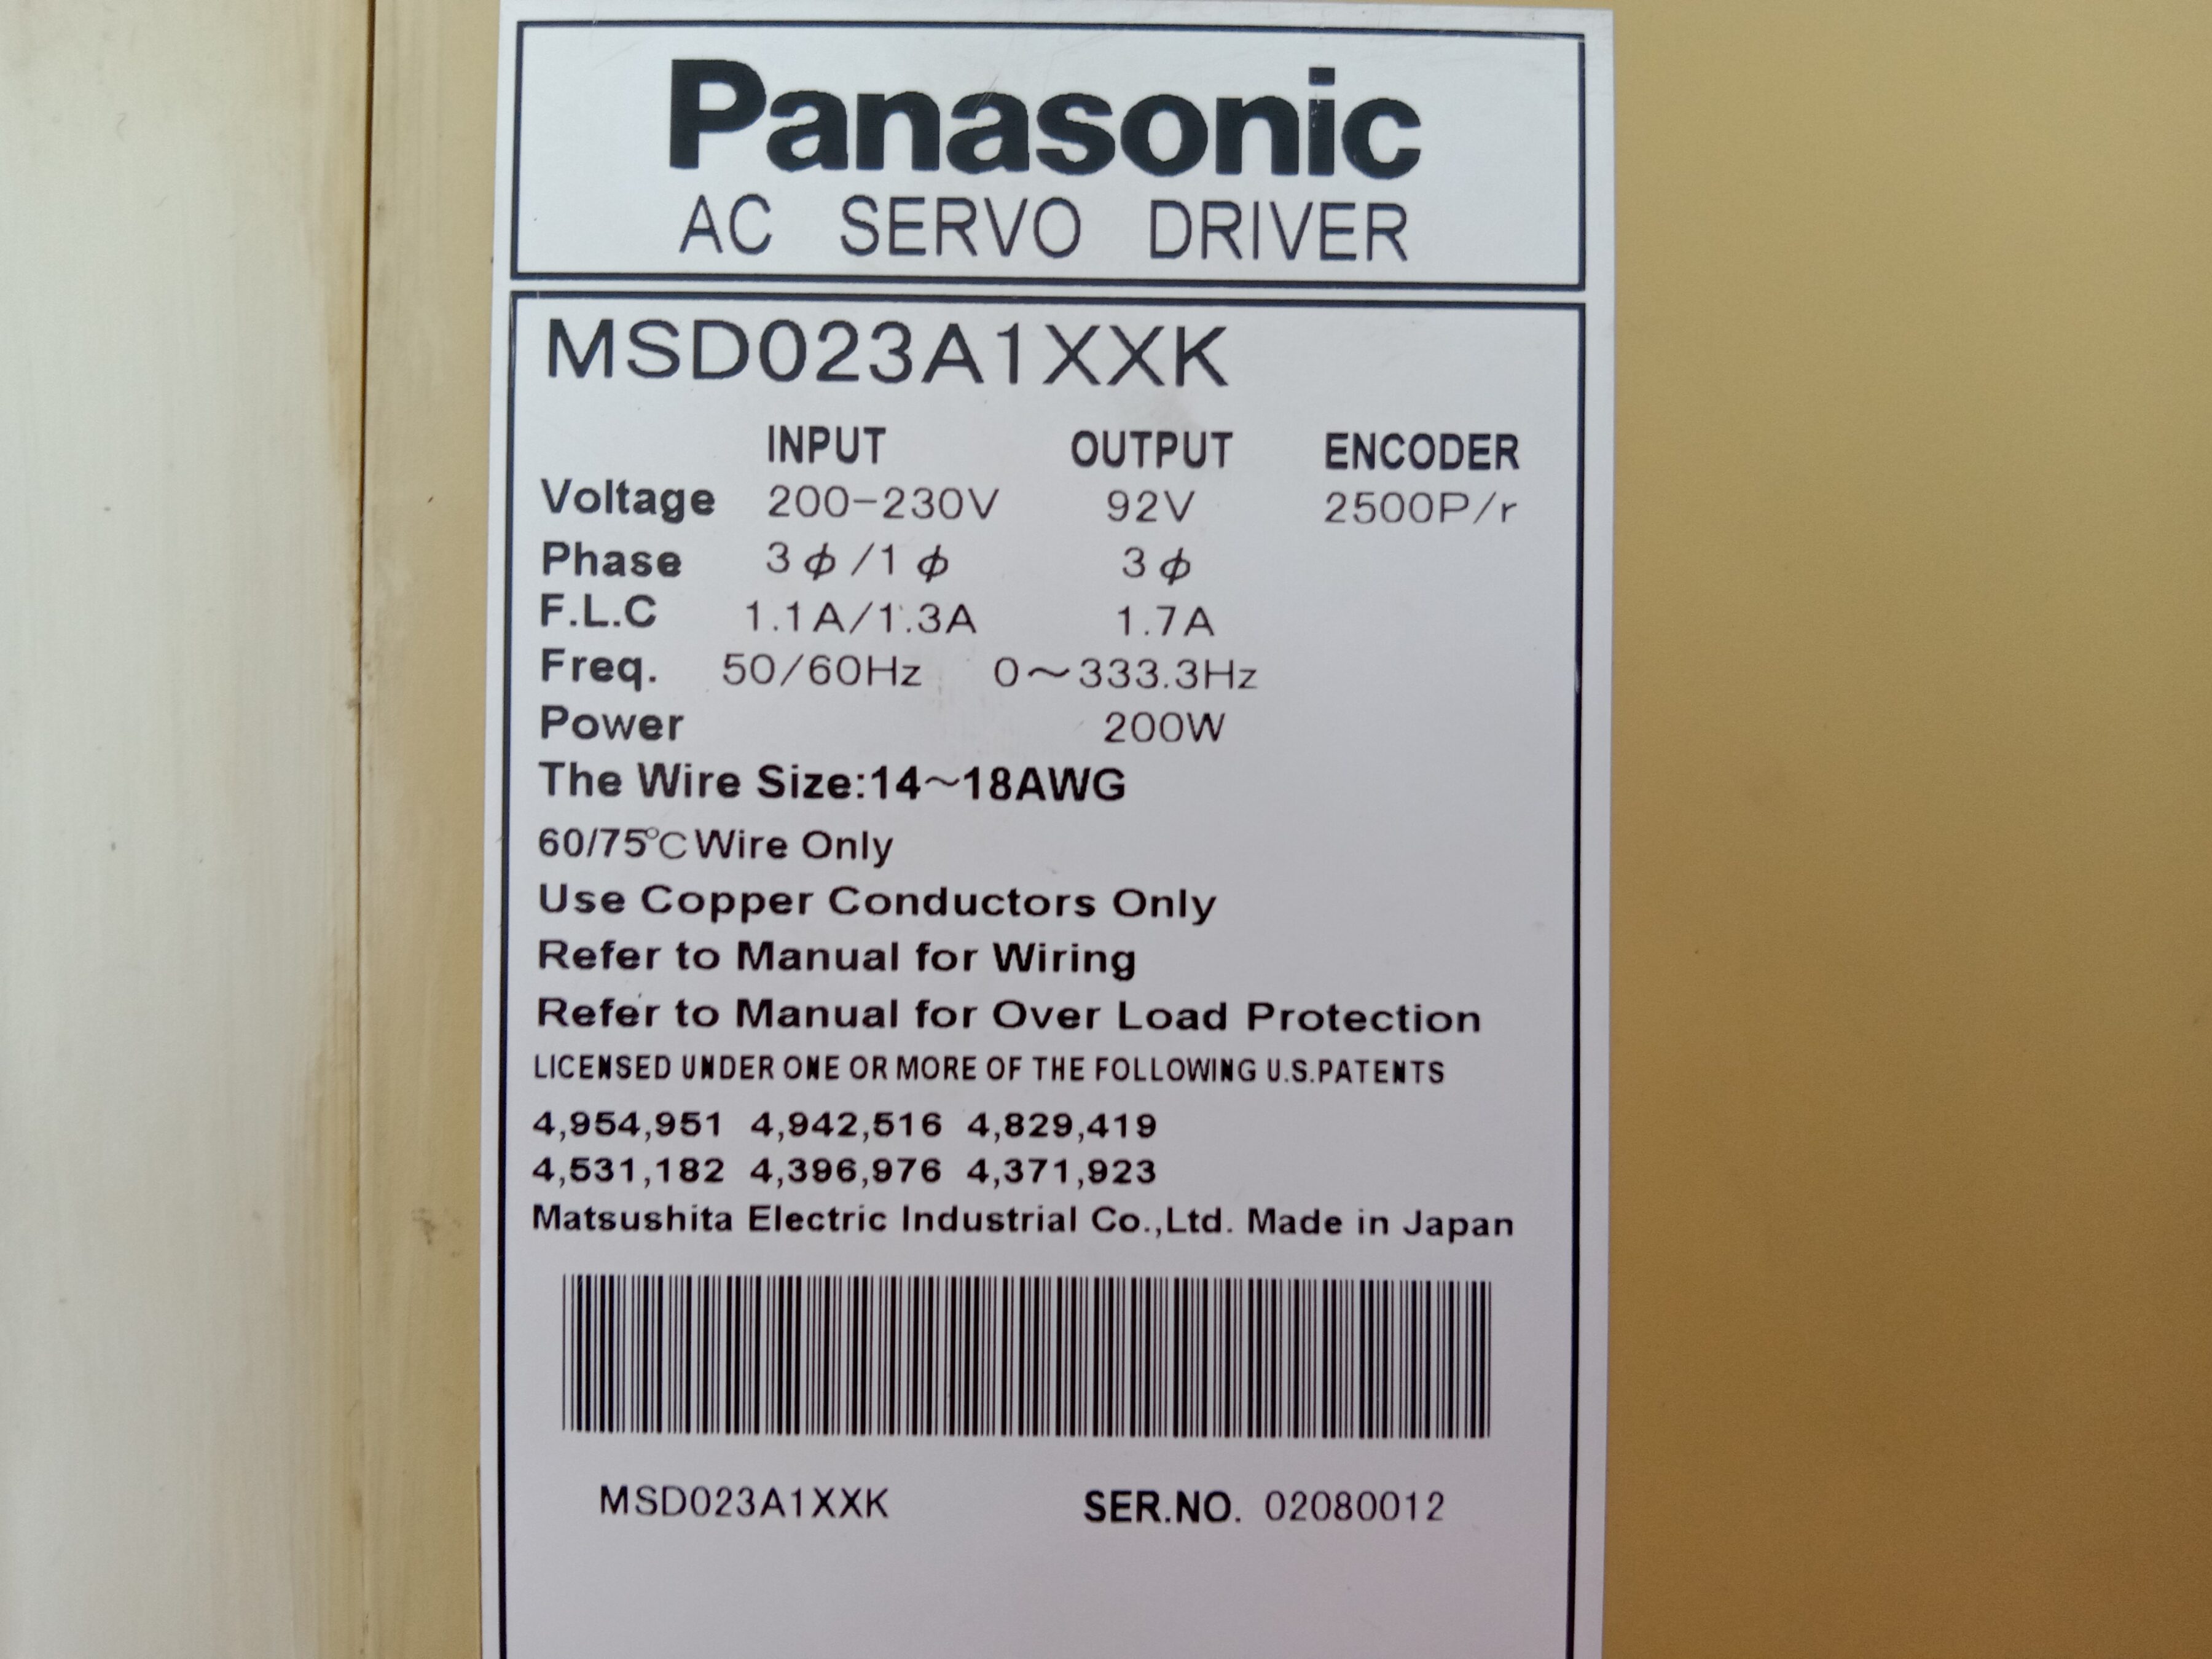 Panasonic
AC SERVO DRIVER
MSD023A1XXK
INPUT OUTPUT ENCODER
Voltage 200-230V 92V 2500P/r
Phase 3ϕ/1ϕ 3ϕ
F.L.C 1.1A/1.3A 1.7A
Freq. 50/60Hz 0~333.3Hz
Power 200W
The Wire Size:14~18AWG
60/75℃ Wire Only
Use Copper Conductors Only
Refer to Manual for Wiring
Refer to Manual for Over Load Protection
LICENSED UNDER ONE OR MORE OF THE FOLLOWING U.S.PATENTS
4,954,951 4,942,516 4,829,419
4,531,182 4,396,976 4,371,923
Matsushita Electric Industrial Co.,Ltd. Made in Japan
MSD023A1XXK SER.NO. 02080012